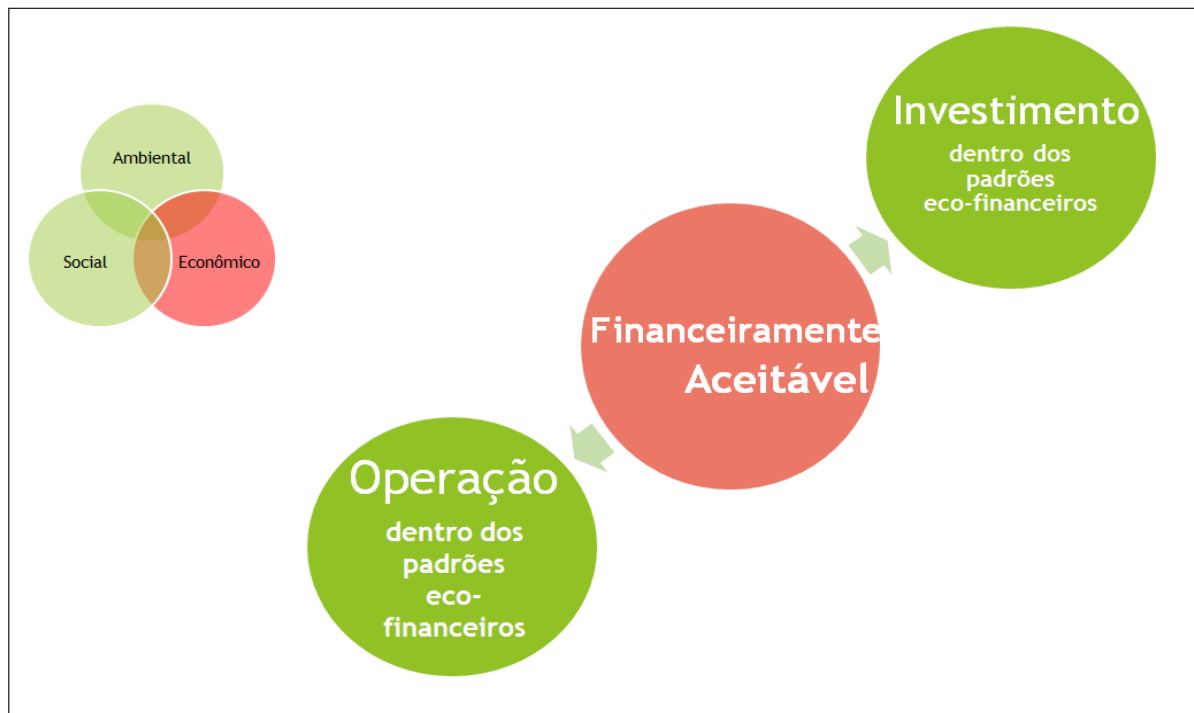 Ambiental
Social
Econômico
Investimento
dentro dos
padrões
eco-financeiros
Financeiramente
Aceitável
Operação
dentro dos
padrões
eco-
financeiros